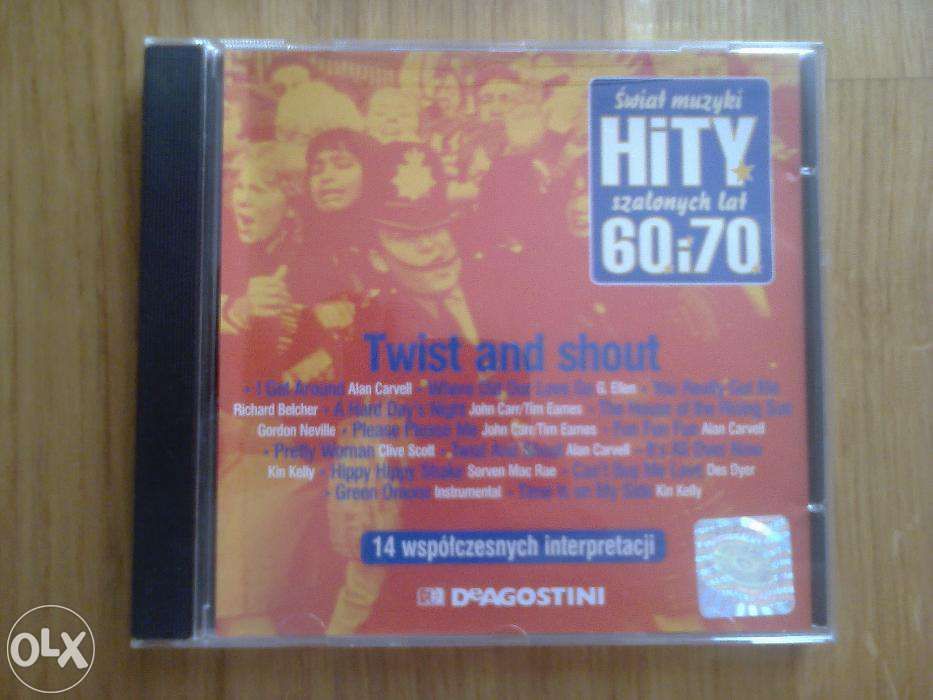 Świat muzyki
HiTY
szalonych lat
60.i.70.
Twist and shout
• I Get Around Alan Carvell • Where Did Our Love Go G. Ellen • You Really Got Me
Richard Belcher • A Hard Day's Night John Carr/Tim Eames • The House of the Rising Sun
Gordon Neville • Please Please Me John Carr/Tim Eames • Fun Fun Fun Alan Carvell
• Pretty Woman Clive Scott • Twist And Shout Alan Carvell • It's All Over Now
Kin Kelly • Hippy Hippy Shake Sorven Mac Rae • Can't Buy Me Love Des Dyer
• Green Onions Instrumental • Time is on My Side Kin Kelly
14 współczesnych interpretacji
DeAGOSTINI
OLX